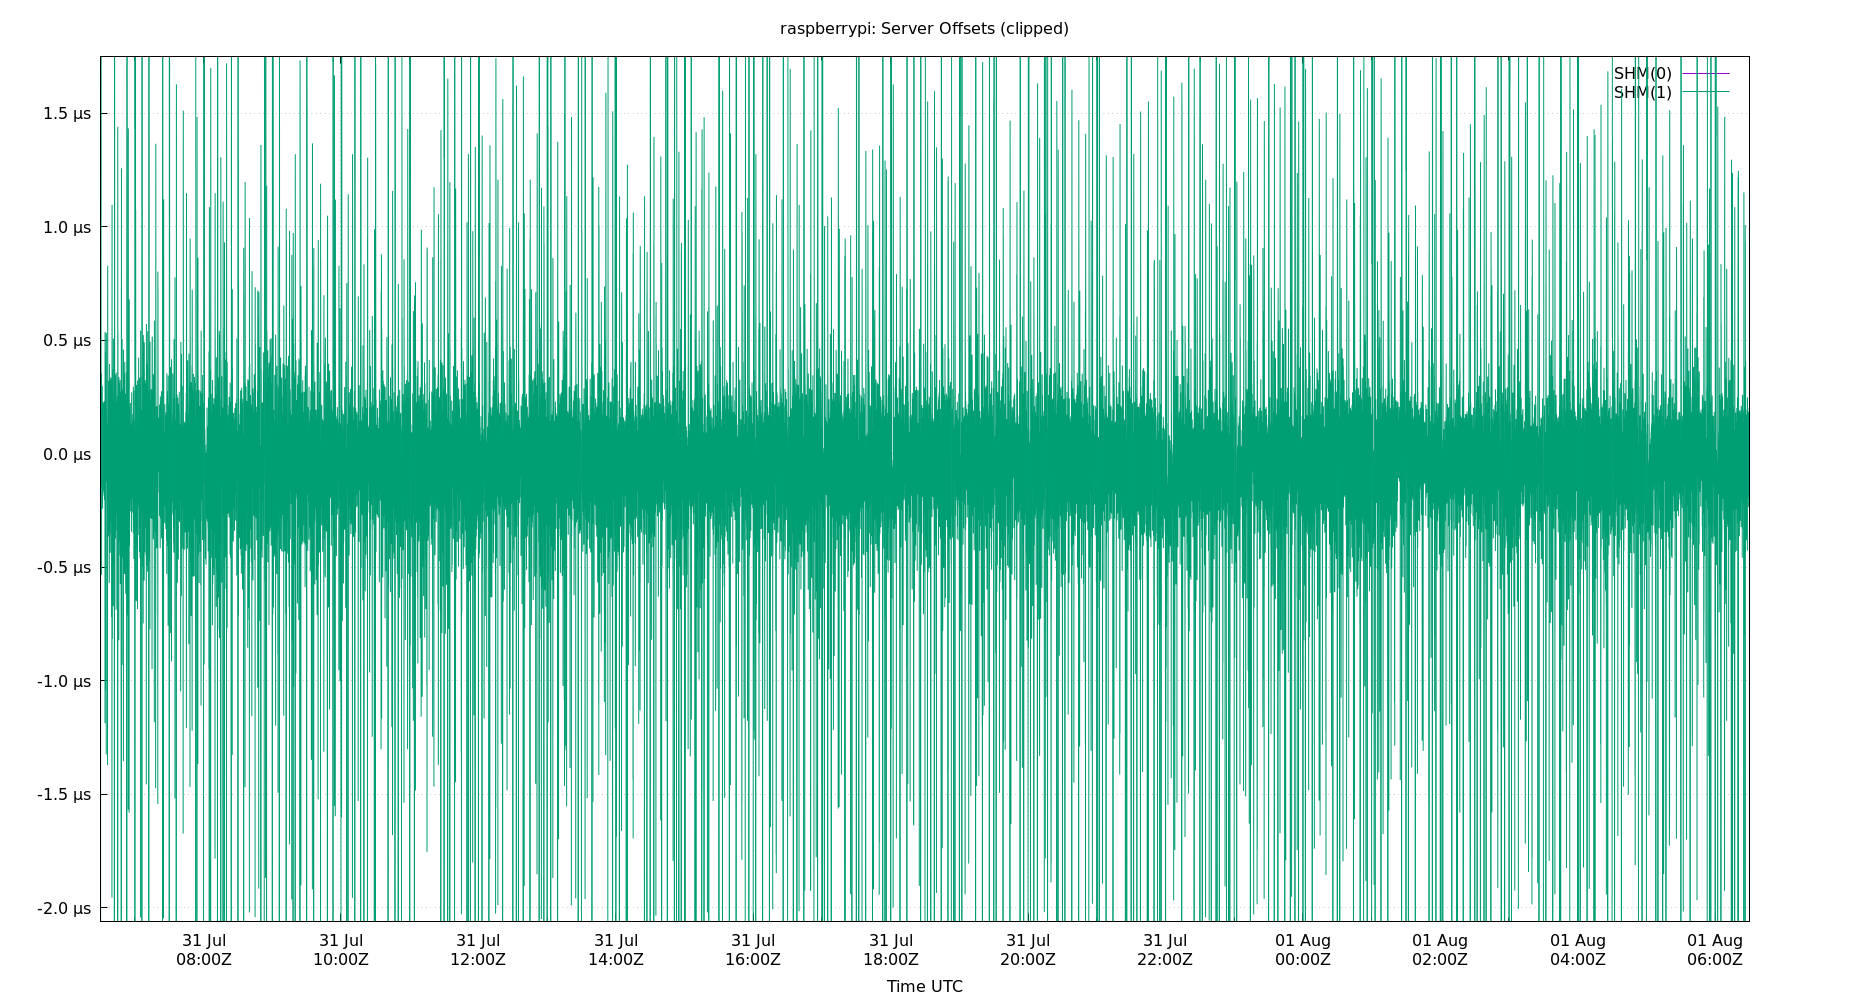 raspberrypi: Server Offsets (clipped)
SHM(0)
SHM(1)
1.5 µs
1.0 µs
0.5 µs
0.0 µs
-0.5 µs
-1.0 µs
-1.5 µs
-2.0 µs
31 Jul 31 Jul 31 Jul 31 Jul 31 Jul 31 Jul 31 Jul 31 Jul 01 Aug 01 Aug 01 Aug 01 Aug
08:00Z 10:00Z 12:00Z 14:00Z 16:00Z 18:00Z 20:00Z 22:00Z 00:00Z 02:00Z 04:00Z 06:00Z
Time UTC